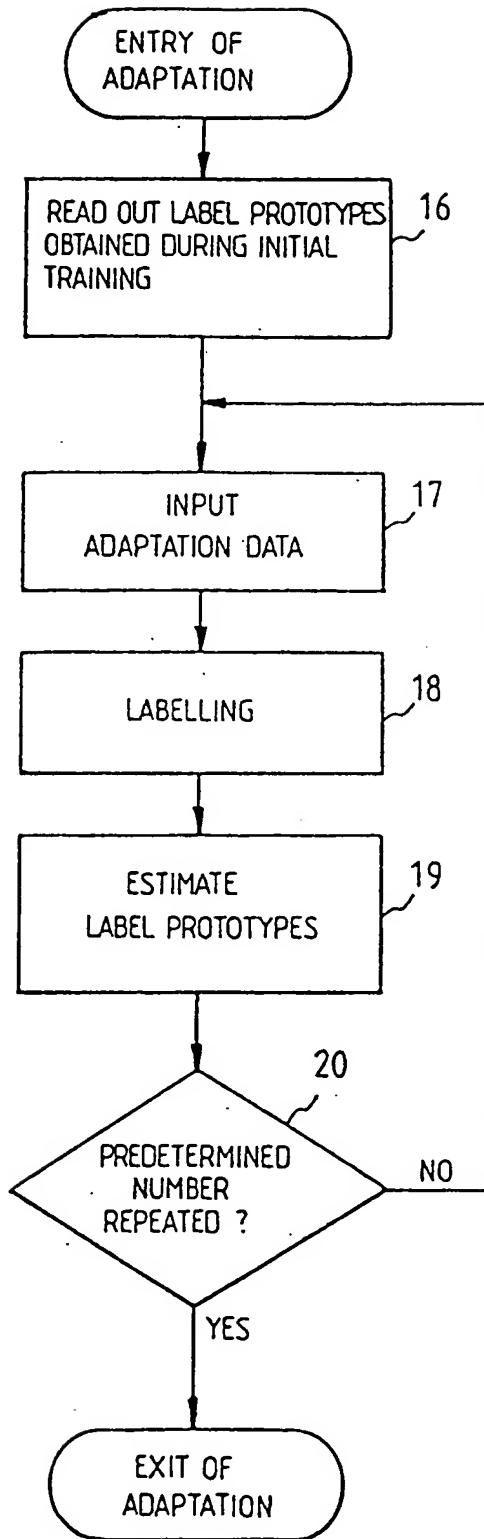 ENTRY OF
ADAPTATION
READ OUT LABEL PROTOTYPES
OBTAINED DURING INITIAL
TRAINING
16
INPUT
ADAPTATION DATA
17
LABELLING
18
ESTIMATE
LABEL PROTOTYPES
19
20
PREDETERMINED
NUMBER
REPEATED ?
NO
YES
EXIT OF
ADAPTATION